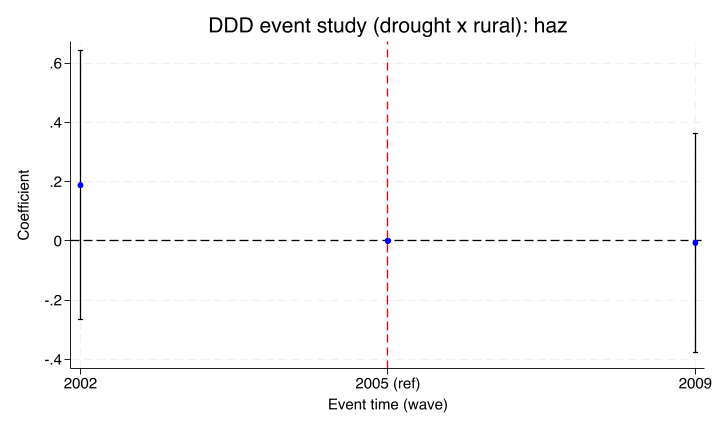 DDD event study (drought x rural): haz
.6
.4
.2
0
-.2
-.4
Coefficient
2002
2005 (ref)
2009
Event time (wave)